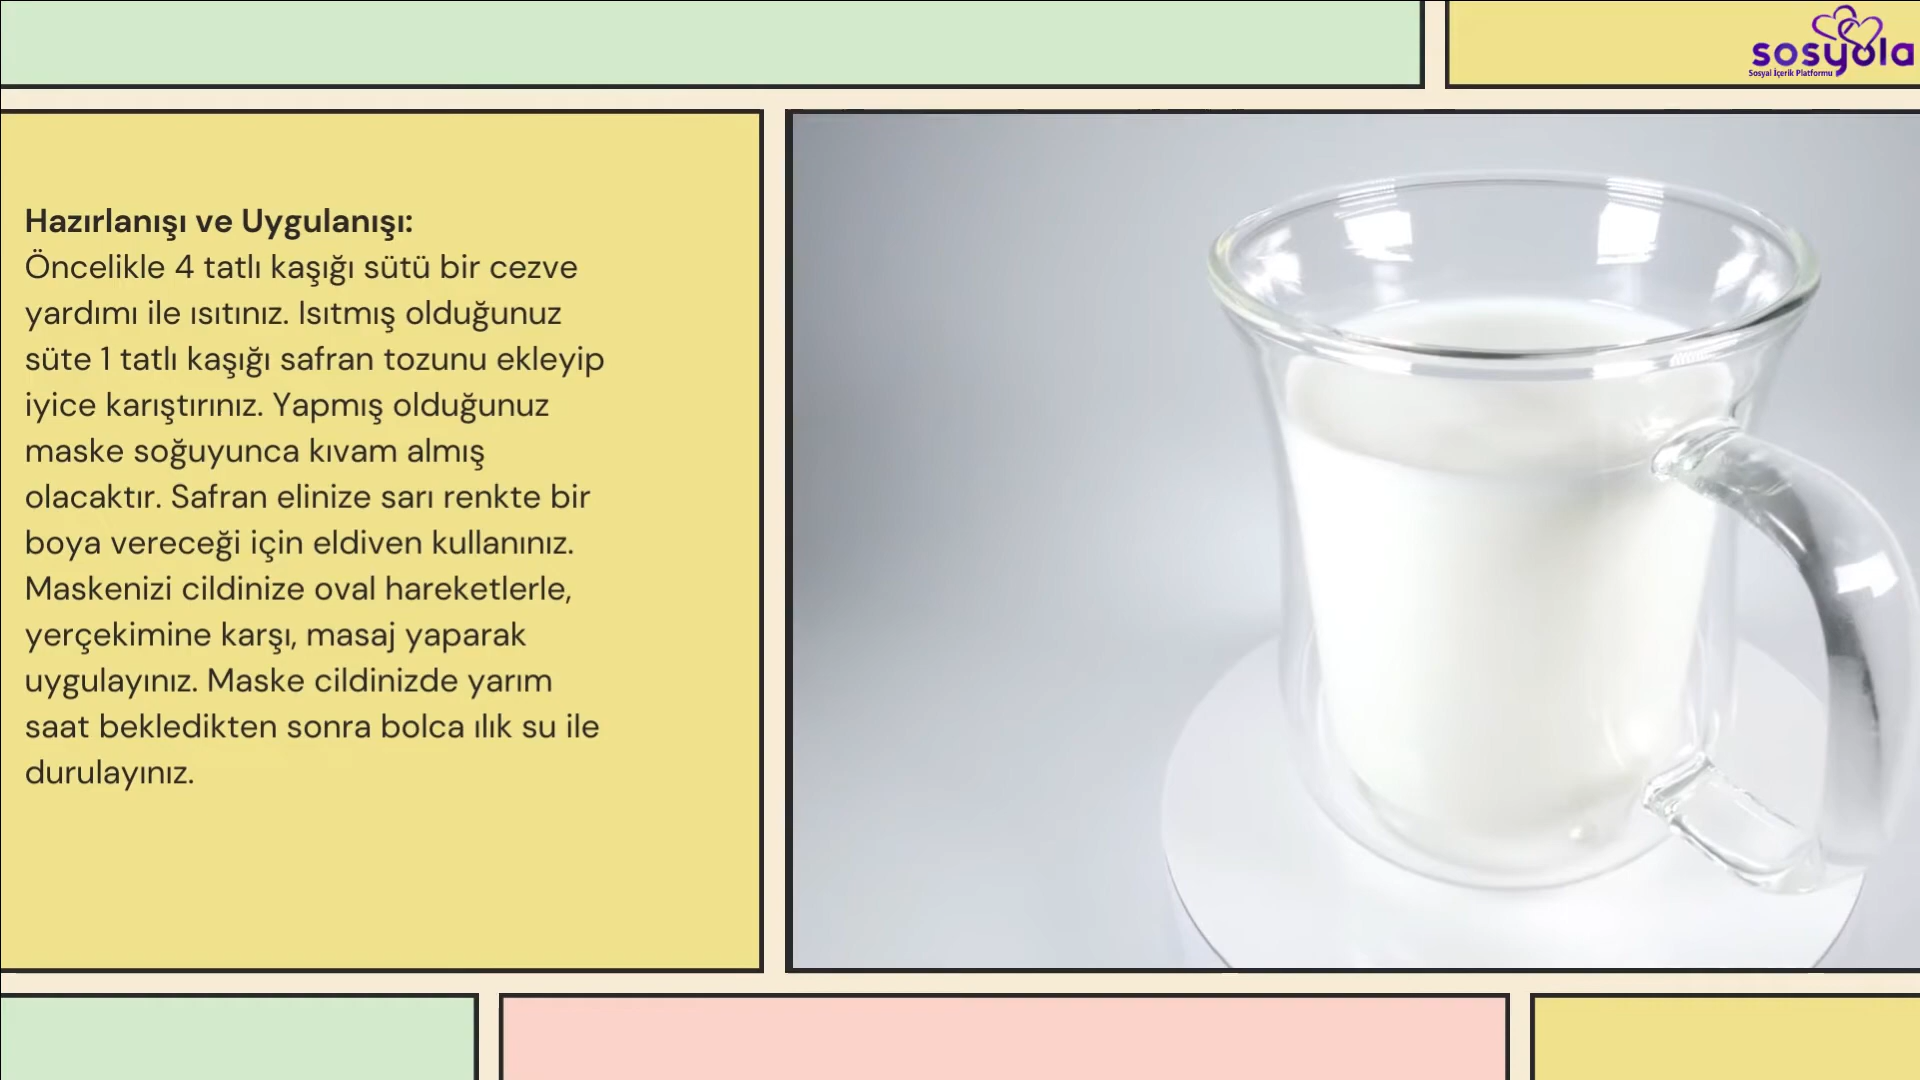 sosyola
Sosyal İçerik Platformu
Hazırlanışı ve Uygulanışı:
Öncelikle 4 tatlı kaşığı sütü bir cezve
yardımı ile ısıtınız. Isıtmış olduğunuz
süte 1 tatlı kaşığı safran tozunu ekleyip
iyice karıştırınız. Yapmış olduğunuz
maske soğuyunca kıvam almış
olacaktır. Safran elinize sarı renkte bir
boya vereceği için eldiven kullanınız.
Maskenizi cildinize oval hareketlerle,
yerçekimine karşı, masaj yaparak
uygulayınız. Maske cildinizde yarım
saat bekledikten sonra bolca ılık su ile
durulayınız.